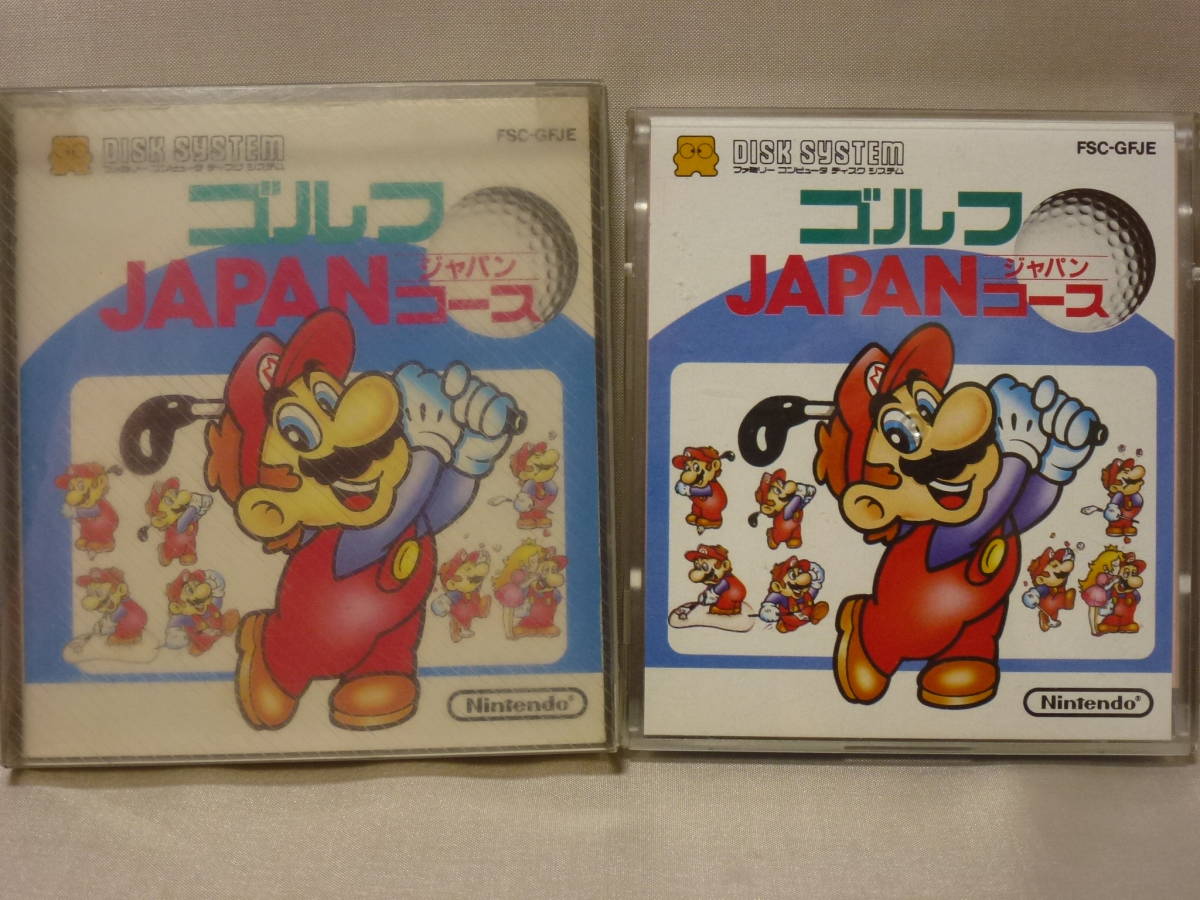 DISK SYSTEM
FSC-GFJE
ファミリー コンピュータ ディスク システム
ゴルフ
JAPAN
ジャパン
コース
M
Nintendo®
DISK SYSTEM
FSC-GFJE
ファミリー コンピュータ ディスク システム
ゴルフ
JAPAN
ジャパン
コース
M
Nintendo®